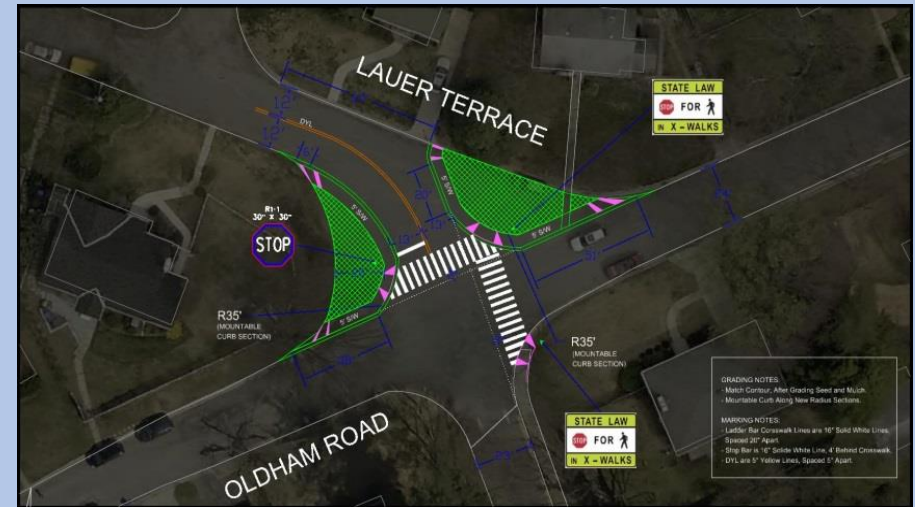 LAUER TERRACE
STATE LAW
STOP FOR
IN X-WALKS
DYL
5' S/W
5' S/W
R1-1
30" X 30"
STOP
5' S/W
5' S/W
R35'
(MOUNTABLE
CURB SECTION)
R35'
(MOUNTABLE
CURB SECTION)
OLDHAM ROAD
23'
STATE LAW
STOP FOR
IN X-WALKS
GRADING NOTES:
- Match Contour, After Grading Seed and Mulch.
- Mountable Curb Along New Radius Sections.
MARKING NOTES:
- Ladder Bar Corsswalk Lines are 16" Solid White Lines,
Spaced 20" Apart.
- Stop Bar is 16" Solide White Line, 4' Behind Crosswalk.
- DYL are 5" Yellow Lines, Spaced 5" Apart.